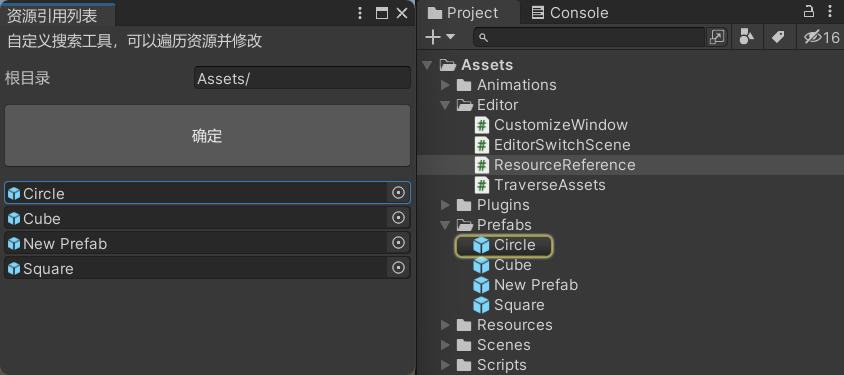 资源引用列表
自定义搜索工具，可以遍历资源并修改
根目录
Assets/
确定
Circle
Cube
New Prefab
Square
Project
Console
16
Assets
Animations
Editor
CustomizeWindow
EditorSwitchScene
ResourceReference
TraverseAssets
Plugins
Prefabs
Circle
Cube
New Prefab
Square
Resources
Scenes
Scripts